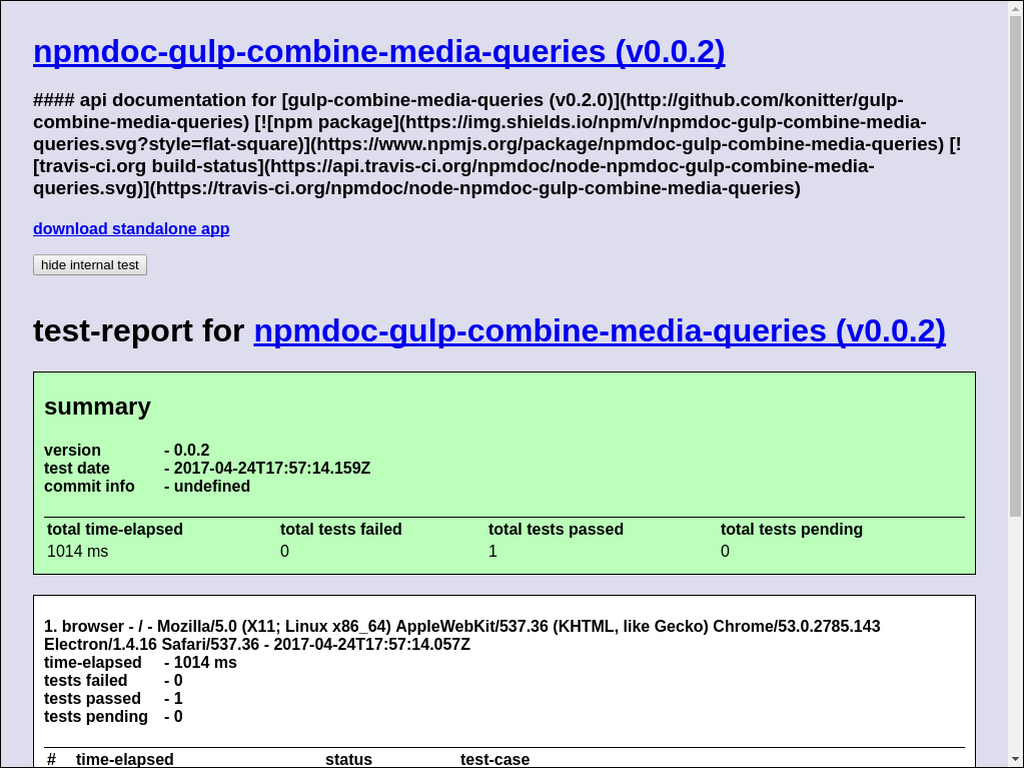 npmdoc-gulp-combine-media-queries (v0.0.2)
#### api documentation for [gulp-combine-media-queries (v0.2.0)](http://github.com/konitter/gulp-
combine-media-queries) [![npm package](https://img.shields.io/npm/v/npmdoc-gulp-combine-media-
queries.svg?style=flat-square)](https://www.npmjs.org/package/npmdoc-gulp-combine-media-queries) [!
[travis-ci.org build-status](https://api.travis-ci.org/npmdoc/node-npmdoc-gulp-combine-media-
queries.svg)](https://travis-ci.org/npmdoc/node-npmdoc-gulp-combine-media-queries)
download standalone app
hide internal test
test-report for npmdoc-gulp-combine-media-queries (v0.0.2)
summary
version - 0.0.2
test date - 2017-04-24T17:57:14.159Z
commit info - undefined
total time-elapsed total tests failed total tests passed total tests pending
1014 ms 0 1 0
1. browser - / - Mozilla/5.0 (X11; Linux x86_64) AppleWebKit/537.36 (KHTML, like Gecko) Chrome/53.0.2785.143
Electron/1.4.16 Safari/537.36 - 2017-04-24T17:57:14.057Z
time-elapsed - 1014 ms
tests failed - 0
tests passed - 1
tests pending - 0
# time-elapsed status test-case